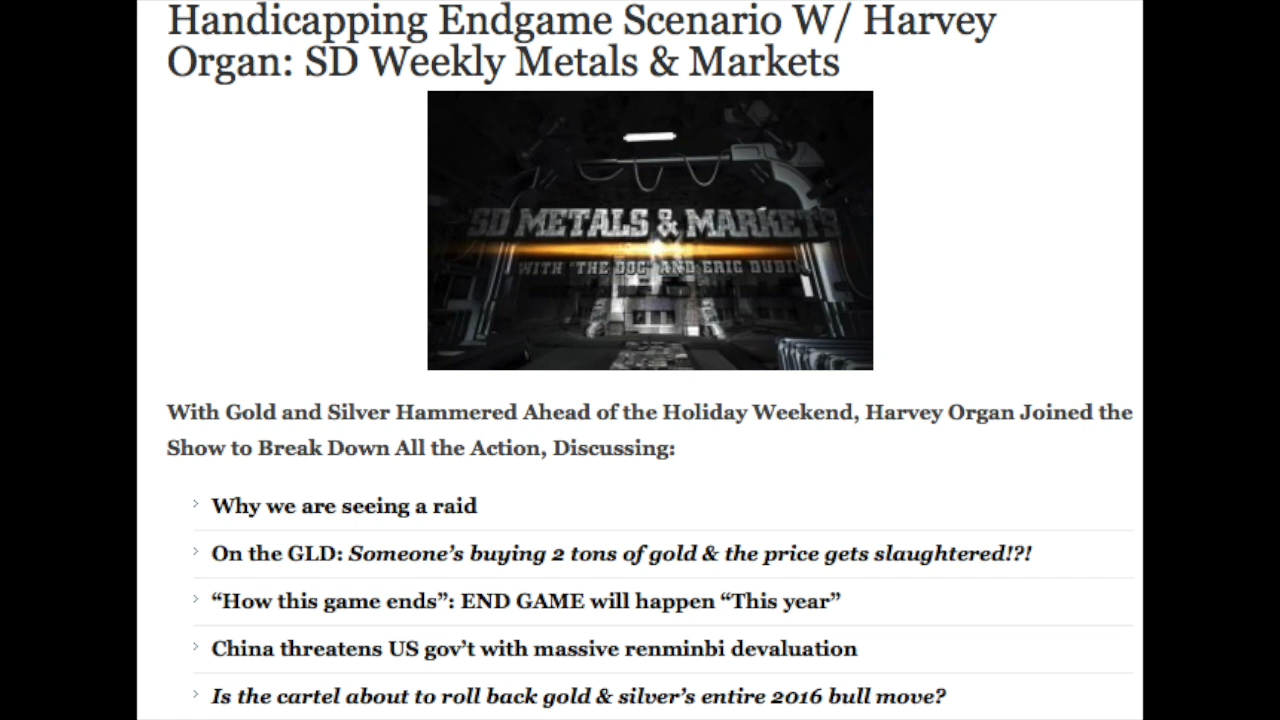 Handicapping Endgame Scenario W/ Harvey
Organ: SD Weekly Metals & Markets
SD METALS & MARKETS
WITH "THE DOC" AND ERIC DUBIN
With Gold and Silver Hammered Ahead of the Holiday Weekend, Harvey Organ Joined the
Show to Break Down All the Action, Discussing:
Why we are seeing a raid
On the GLD: Someone’s buying 2 tons of gold & the price gets slaughtered!?!
“How this game ends”: END GAME will happen “This year”
China threatens US gov’t with massive renminbi devaluation
Is the cartel about to roll back gold & silver’s entire 2016 bull move?